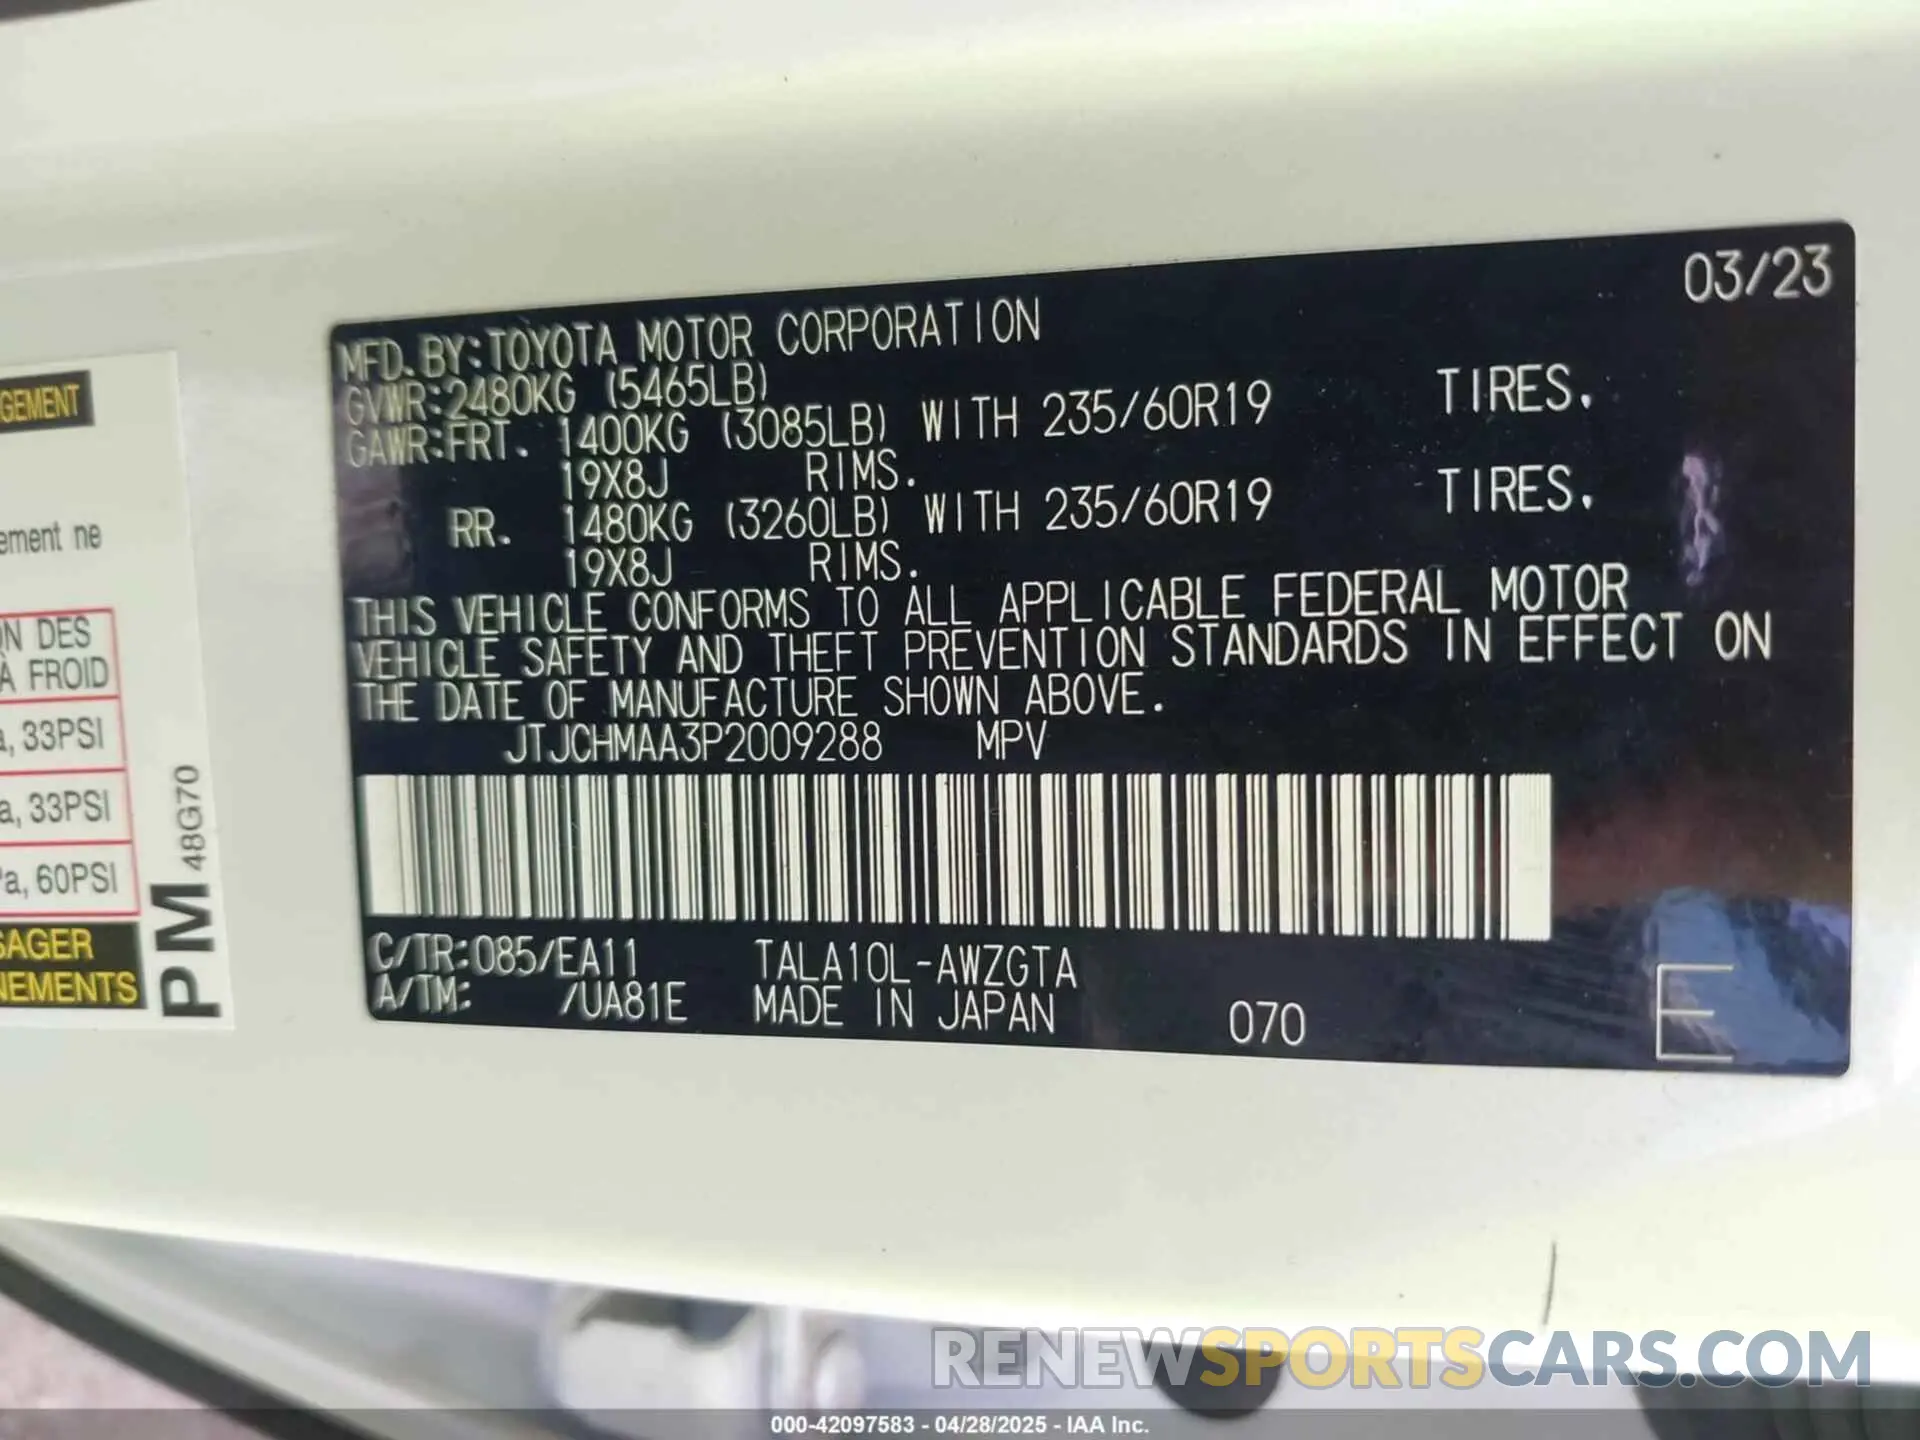 GEMENT
ement ne
ON DES
À FROID
a, 33PSI
a, 33PSI
Pa, 60PSI
SAGER
NEMENTS
PM 48G70
03/23
MFD. BY:TOYOTA MOTOR CORPORATION
GVWR:2480KG (5465LB)
GAWR:FRT. 1400KG (3085LB) WITH 235/60R19 TIRES.
19X8J RIMS.
RR. 1480KG (3260LB) WITH 235/60R19 TIRES.
19X8J RIMS.
THIS VEHICLE CONFORMS TO ALL APPLICABLE FEDERAL MOTOR
VEHICLE SAFETY AND THEFT PREVENTION STANDARDS IN EFFECT ON
THE DATE OF MANUFACTURE SHOWN ABOVE.
JTJCHMAA3P2009288 MPV
C/TR:085/EA11 TALA10L-AWZGTA
A/TM: /UA81E MADE IN JAPAN 070 E
RENEWSPORTSCARS.COM
000-42097583 - 04/28/2025 - IAA Inc.